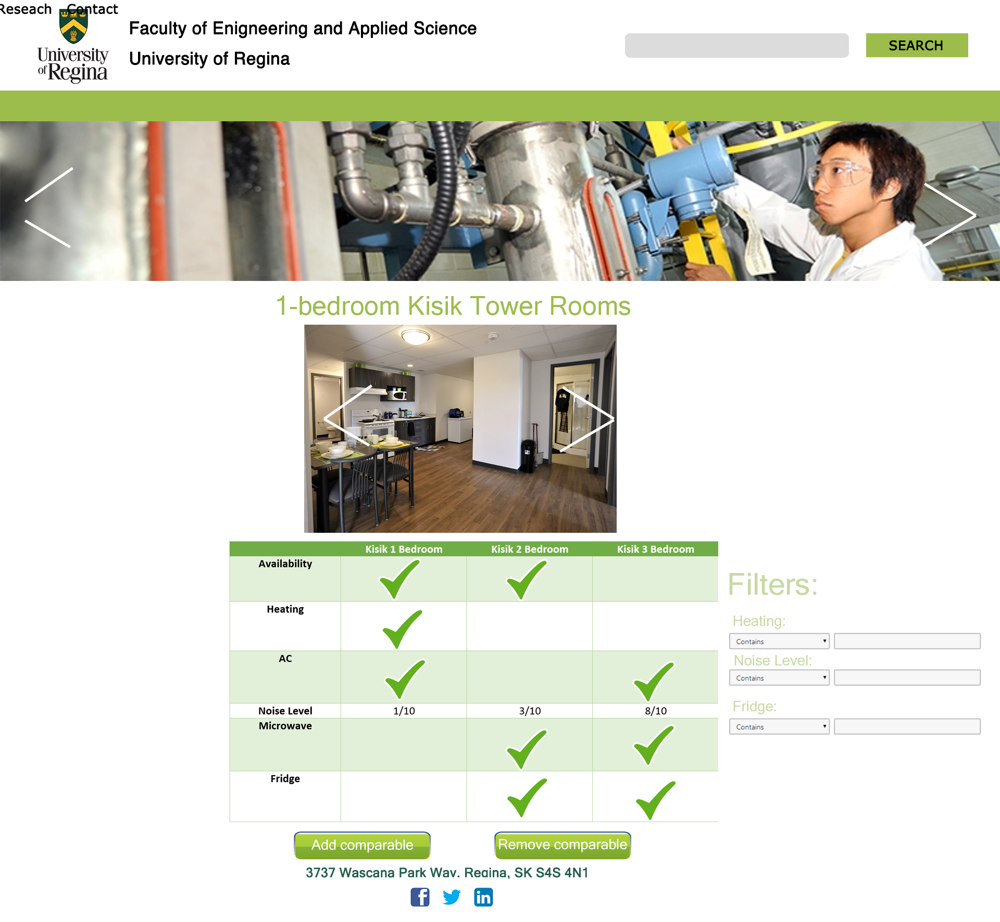 Reseach Contact
University
of Regina
Faculty of Enigneering and Applied Science
University of Regina
SEARCH
1-bedroom Kisik Tower Rooms
Kisik 1 Bedroom Kisik 2 Bedroom Kisik 3 Bedroom
Availability
Heating
AC
Noise Level 1/10 3/10 8/10
Microwave
Fridge
Filters:
Heating:
Contains
Noise Level:
Contains
Fridge:
Contains
Add comparable Remove comparable
3737 Wascana Park Way, Regina, SK S4S 4N1
f
in